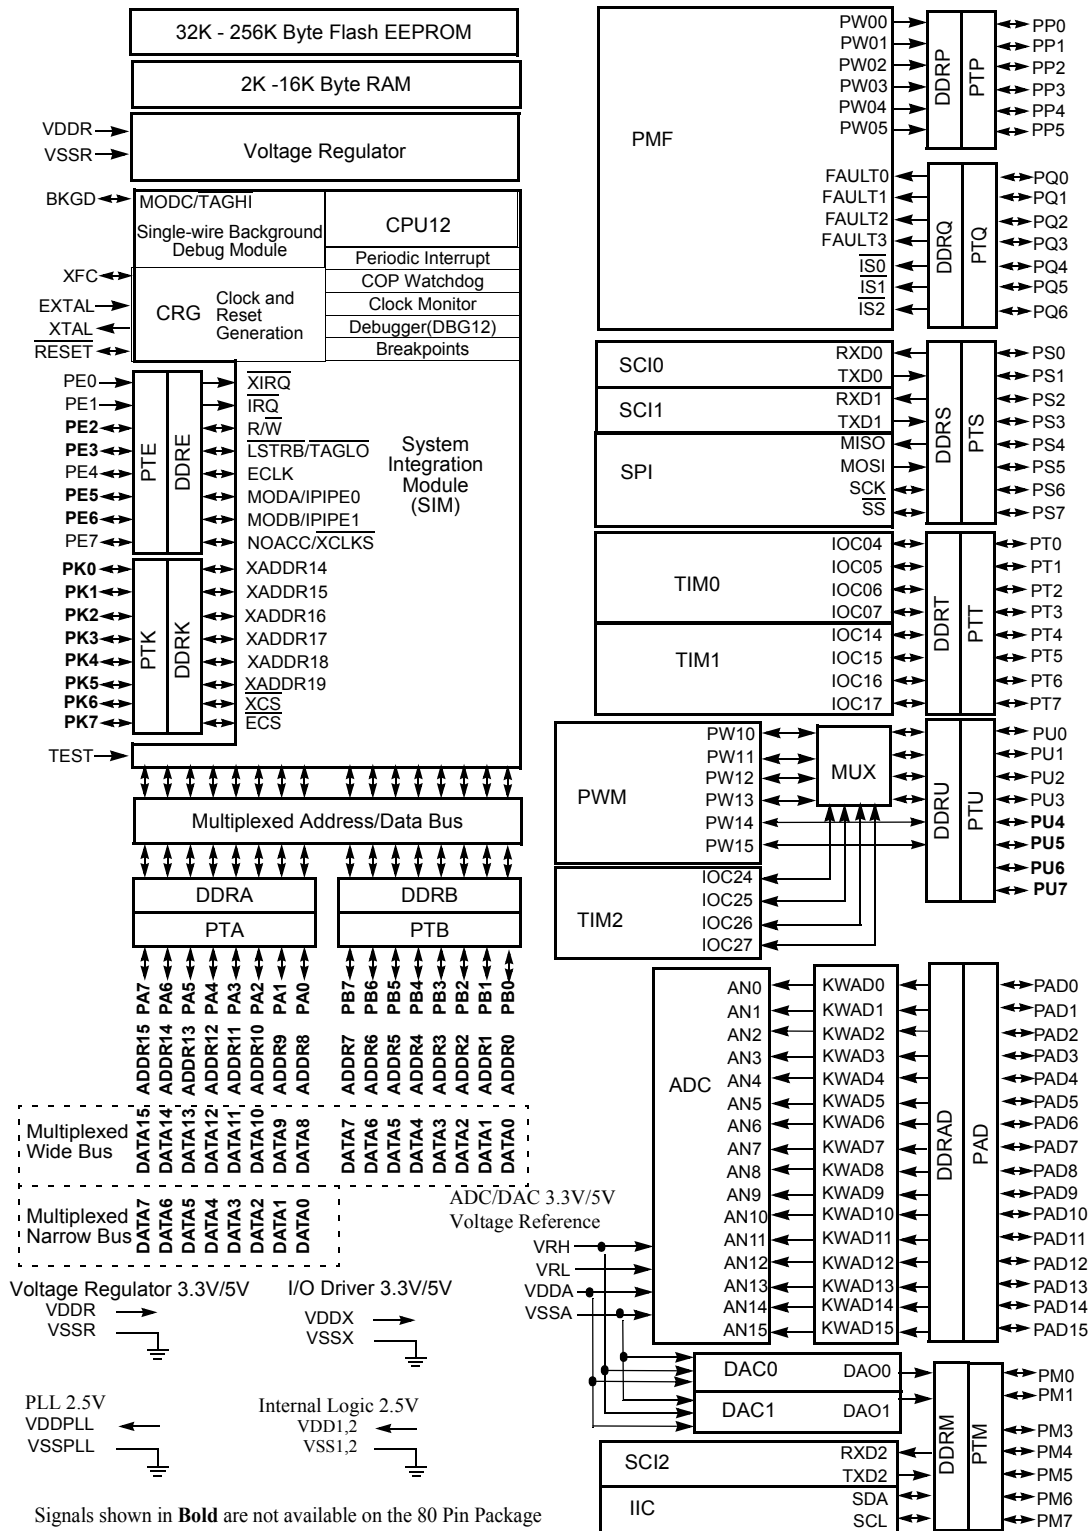 32K - 256K Byte Flash EEPROM
2K -16K Byte RAM
VDDR
VSSR
Voltage Regulator
BKGD
MODC/TAGHI
Single-wire Background
Debug Module
CPU12
Periodic Interrupt
COP Watchdog
Clock Monitor
Debugger(DBG12)
Breakpoints
XFC
EXTAL
XTAL
RESET
CRG
Clock and
Reset
Generation
PE0
PE1
PE2
PE3
PE4
PE5
PE6
PE7
PTE
DDRE
XIRQ
IRQ
R/W
LSTRB/TAGLO
ECLK
MODA/IPIPE0
MODB/IPIPE1
NOACC/XCLKS
System
Integration
Module
(SIM)
PK0
PK1
PK2
PK3
PK4
PK5
PK6
PK7
PTK
DDRK
XADDR14
XADDR15
XADDR16
XADDR17
XADDR18
XADDR19
XCS
ECS
TEST
Multiplexed Address/Data Bus
DDRA
PTA
DDRB
PTB
PA7 PA6 PA5 PA4 PA3 PA2 PA1 PA0
PB7 PB6 PB5 PB4 PB3 PB2 PB1 PB0
ADDR15 ADDR14 ADDR13 ADDR12 ADDR11 ADDR10 ADDR9 ADDR8
ADDR7 ADDR6 ADDR5 ADDR4 ADDR3 ADDR2 ADDR1 ADDR0
Multiplexed
Wide Bus
DATA15 DATA14 DATA13 DATA12 DATA11 DATA10 DATA9 DATA8
DATA7 DATA6 DATA5 DATA4 DATA3 DATA2 DATA1 DATA0
Multiplexed
Narrow Bus
DATA7 DATA6 DATA5 DATA4 DATA3 DATA2 DATA1 DATA0
Voltage Regulator 3.3V/5V
VDDR
VSSR
I/O Driver 3.3V/5V
VDDX
VSSX
PLL 2.5V
VDDPLL
VSSPLL
Internal Logic 2.5V
VDD1,2
VSS1,2
Signals shown in Bold are not available on the 80 Pin Package
PMF
PW00
PW01
PW02
PW03
PW04
PW05
DDRP
PTP
PP0
PP1
PP2
PP3
PP4
PP5
FAULT0
FAULT1
FAULT2
FAULT3
IS0
IS1
IS2
DDRQ
PTQ
PQ0
PQ1
PQ2
PQ3
PQ4
PQ5
PQ6
SCI0
RXD0
TXD0
SCI1
RXD1
TXD1
SPI
MISO
MOSI
SCK
SS
DDRS
PTS
PS0
PS1
PS2
PS3
PS4
PS5
PS6
PS7
TIM0
IOC04
IOC05
IOC06
IOC07
TIM1
IOC14
IOC15
IOC16
IOC17
DDRT
PTT
PT0
PT1
PT2
PT3
PT4
PT5
PT6
PT7
PWM
PW10
PW11
PW12
PW13
PW14
PW15
MUX
DDRU
PTU
PU0
PU1
PU2
PU3
PU4
PU5
PU6
PU7
TIM2
IOC24
IOC25
IOC26
IOC27
ADC
AN0
AN1
AN2
AN3
AN4
AN5
AN6
AN7
AN8
AN9
AN10
AN11
AN12
AN13
AN14
AN15
KWAD0
KWAD1
KWAD2
KWAD3
KWAD4
KWAD5
KWAD6
KWAD7
KWAD8
KWAD9
KWAD10
KWAD11
KWAD12
KWAD13
KWAD14
KWAD15
DDRAD
PAD
PAD0
PAD1
PAD2
PAD3
PAD4
PAD5
PAD6
PAD7
PAD8
PAD9
PAD10
PAD11
PAD12
PAD13
PAD14
PAD15
ADC/DAC 3.3V/5V
Voltage Reference
VRH
VRL
VDDA
VSSA
DAC0
DAO0
DAC1
DAO1
SCI2
RXD2
TXD2
IIC
SDA
SCL
DDRM
PTM
PM0
PM1
PM3
PM4
PM5
PM6
PM7